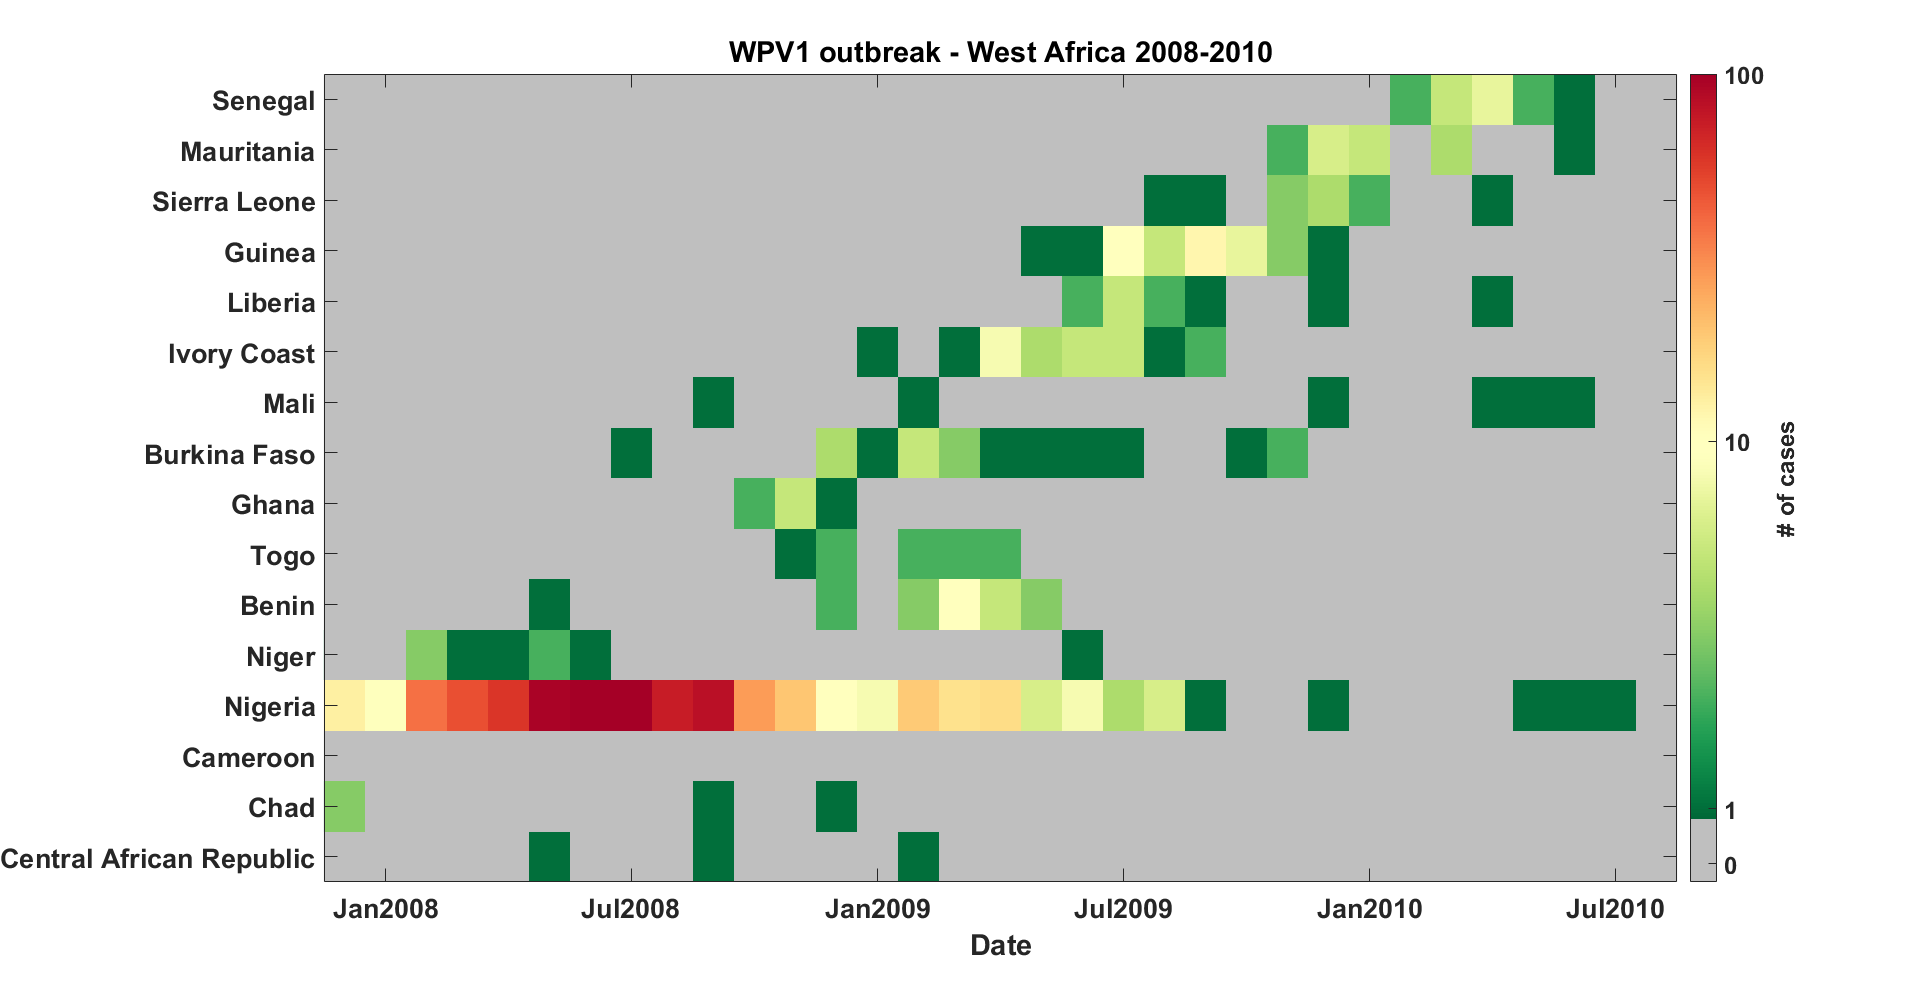 WPV1 outbreak - West Africa 2008-2010
Senegal
Mauritania
Sierra Leone
Guinea
Liberia
Ivory Coast
Mali
Burkina Faso
Ghana
Togo
Benin
Niger
Nigeria
Cameroon
Chad
Central African Republic
Jan2008
Jul2008
Jan2009
Jul2009
Jan2010
Jul2010
Date
100
10
1
0
# of cases